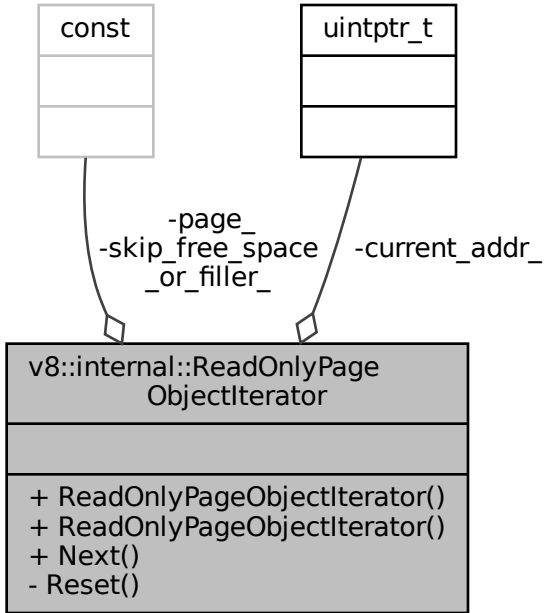 const
uintptr_t
-page_
-skip_free_space
_or_filler_
-current_addr_
v8::internal::ReadOnlyPage
ObjectIterator
+ ReadOnlyPageObjectIterator()
+ ReadOnlyPageObjectIterator()
+ Next()
- Reset()